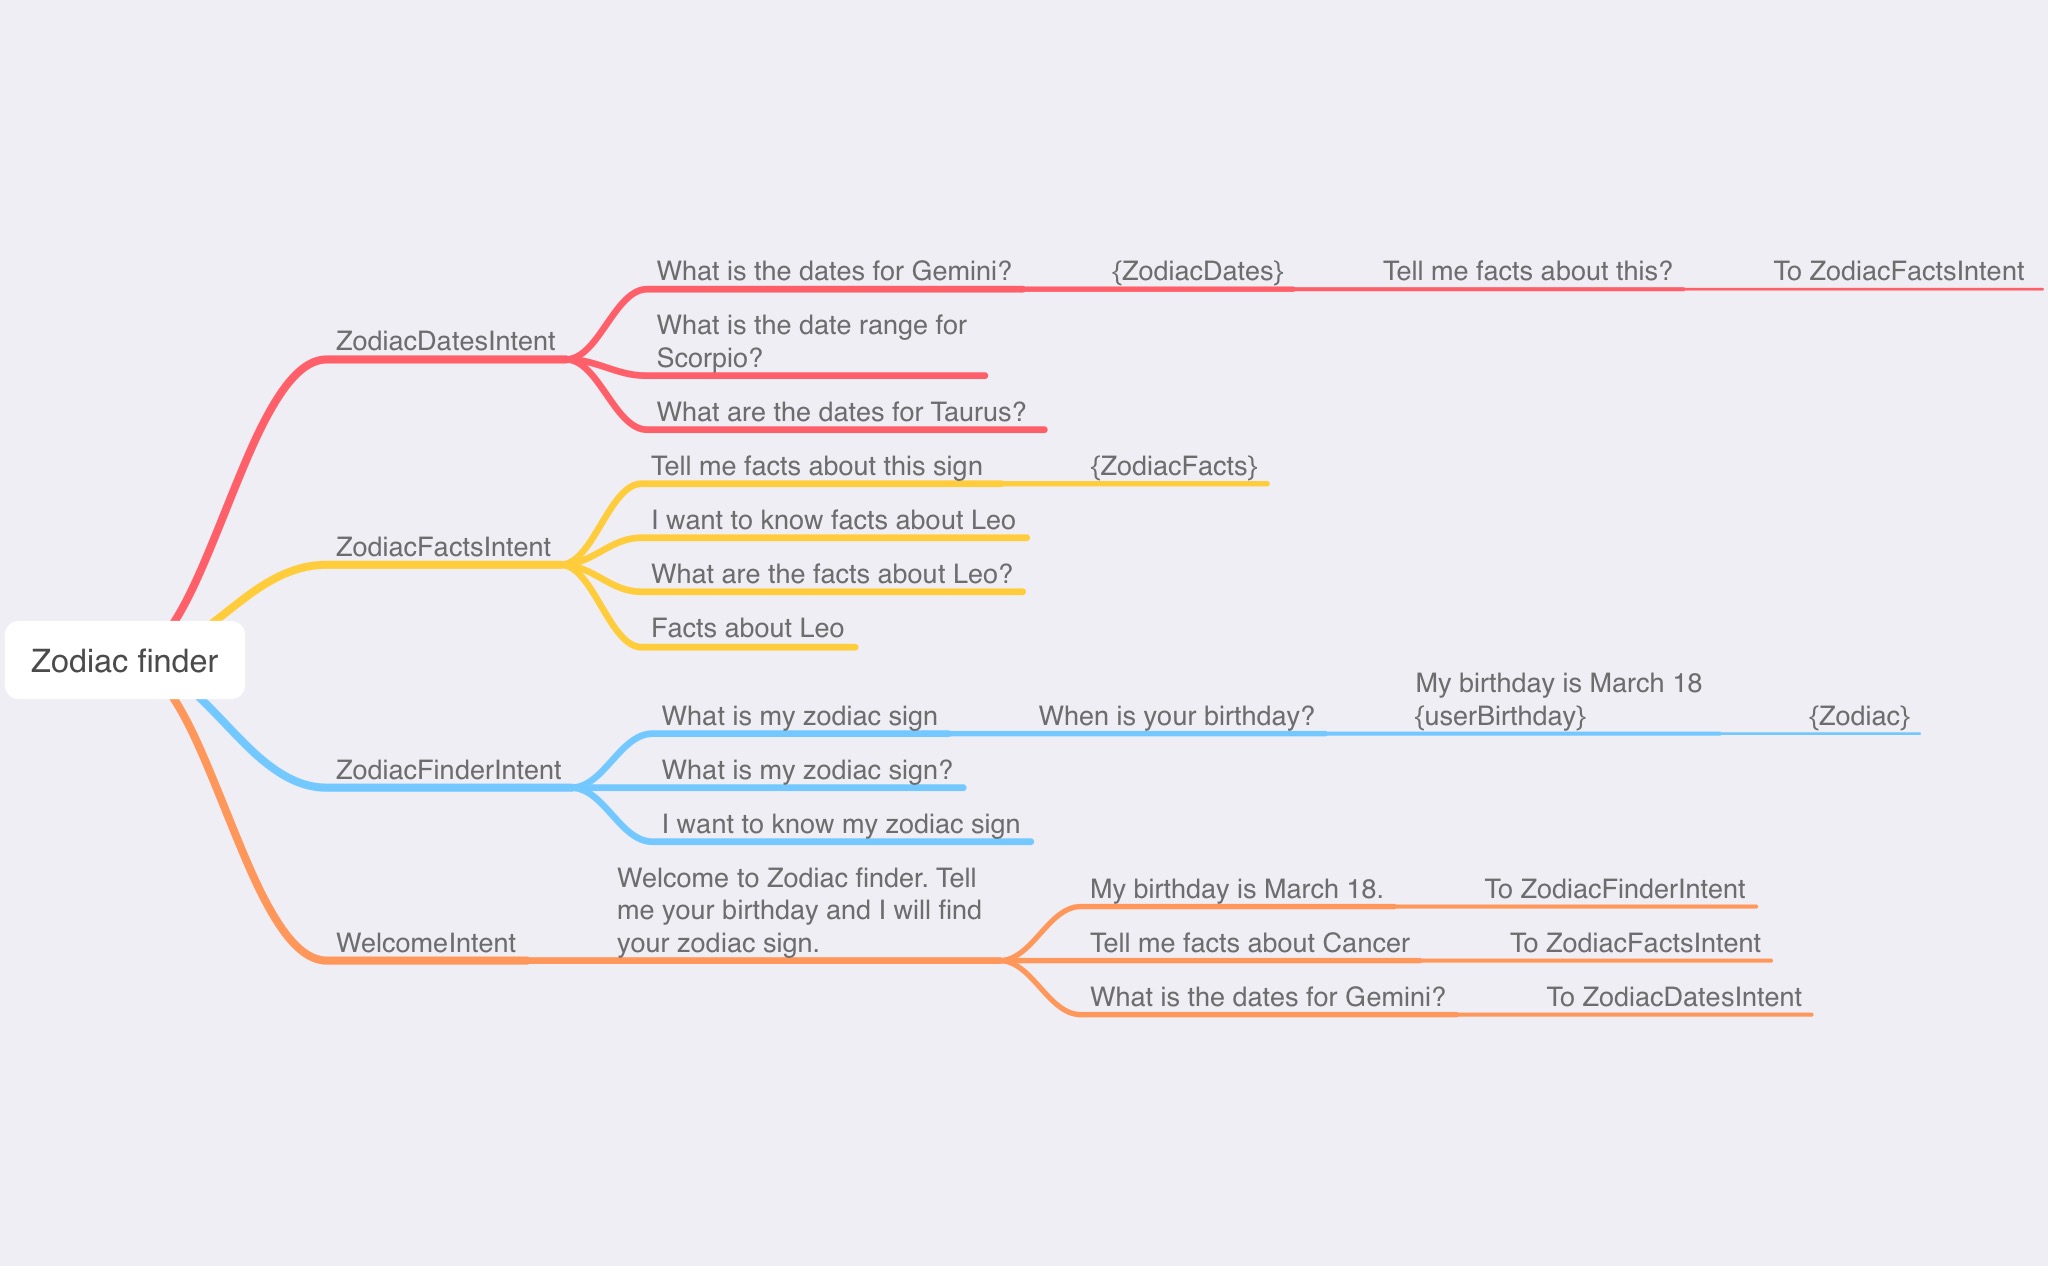 What is the dates for Gemini?
{ZodiacDates}
Tell me facts about this?
To ZodiacFactsIntent
What is the date range for
Scorpio?
ZodiacDatesIntent
What are the dates for Taurus?
Tell me facts about this sign
{ZodiacFacts}
I want to know facts about Leo
ZodiacFactsIntent
What are the facts about Leo?
Facts about Leo
Zodiac finder
What is my zodiac sign
When is your birthday?
My birthday is March 18
{userBirthday}
{Zodiac}
ZodiacFinderIntent
What is my zodiac sign?
I want to know my zodiac sign
WelcomeIntent
Welcome to Zodiac finder. Tell
me your birthday and I will find
your zodiac sign.
My birthday is March 18.
To ZodiacFinderIntent
Tell me facts about Cancer
To ZodiacFactsIntent
What is the dates for Gemini?
To ZodiacDatesIntent